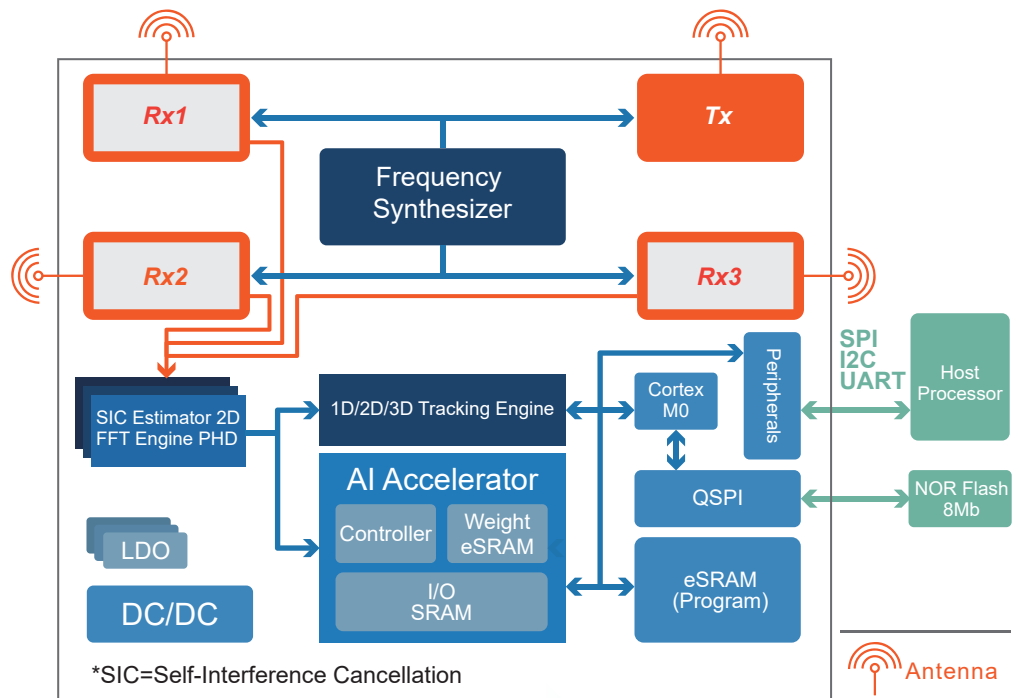 Rx1
Tx
Frequency
Synthesizer
Rx2
Rx3
SPI
I2C
UART
Host
Processor
Peripherals
Cortex
M0
1D/2D/3D Tracking Engine
SIC Estimator 2D
FFT Engine PHD
AI Accelerator
Controller
Weight
eSRAM
I/O
SRAM
QSPI
NOR Flash
8Mb
eSRAM
(Program)
LDO
DC/DC
*SIC=Self-Interference Cancellation
Antenna